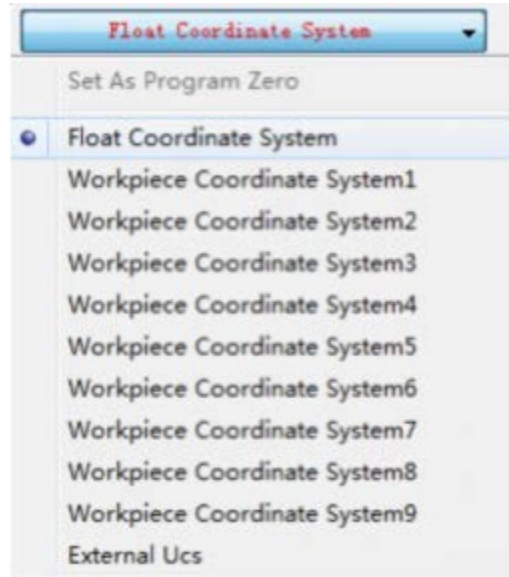 Float Coordinate System
Set As Program Zero
Float Coordinate System
Workpiece Coordinate System1
Workpiece Coordinate System2
Workpiece Coordinate System3
Workpiece Coordinate System4
Workpiece Coordinate System5
Workpiece Coordinate System6
Workpiece Coordinate System7
Workpiece Coordinate System8
Workpiece Coordinate System9
External Ucs